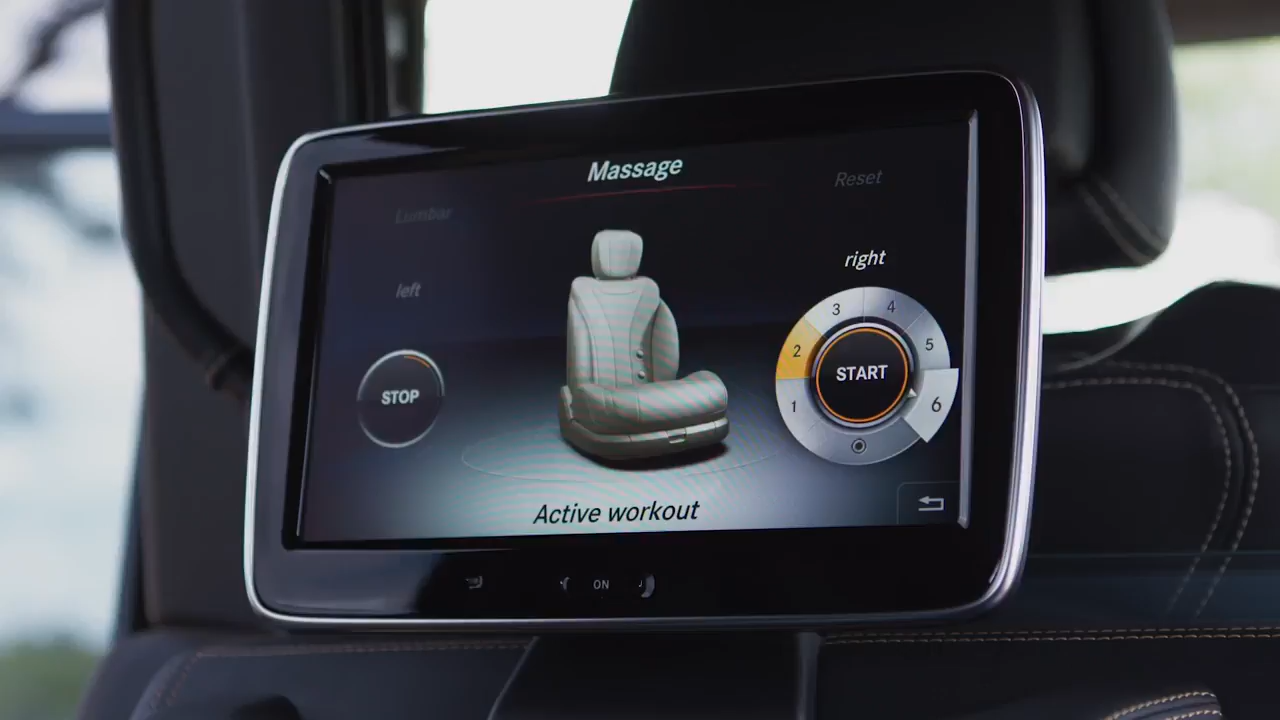 Massage
Reset
Lumbar
left
right
STOP
START
1
2
3
4
5
6
Active workout
ON